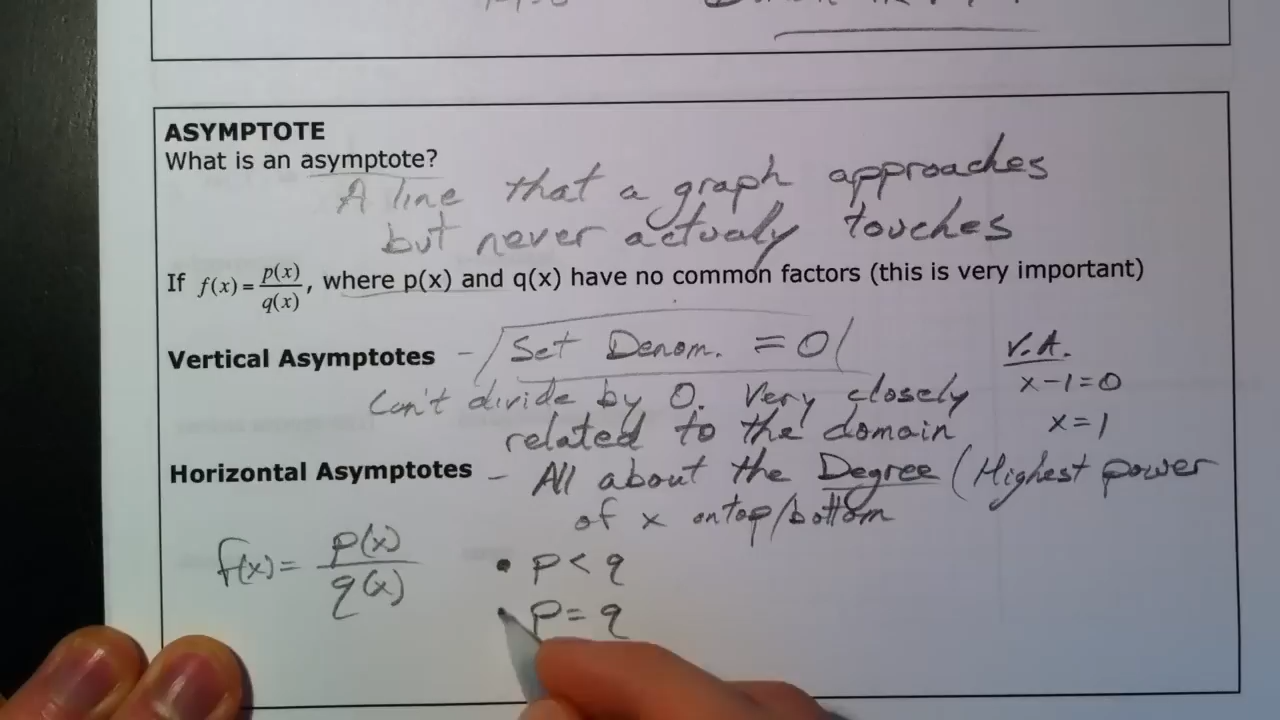 ASYMPTOTE
What is an asymptote?
A line that a graph approaches
but never actualy touches
If f(x) = p(x)/q(x), where p(x) and q(x) have no common factors (this is very important)
Vertical Asymptotes - Set Denom. = 0
Can't divide by 0. Very closely
related to the domain
V.A.
x-1=0
x=1
Horizontal Asymptotes - All about the Degree (Highest power
of x ontop/bottom
f(x) = p(x)/q(x)
• p < q
• p = q